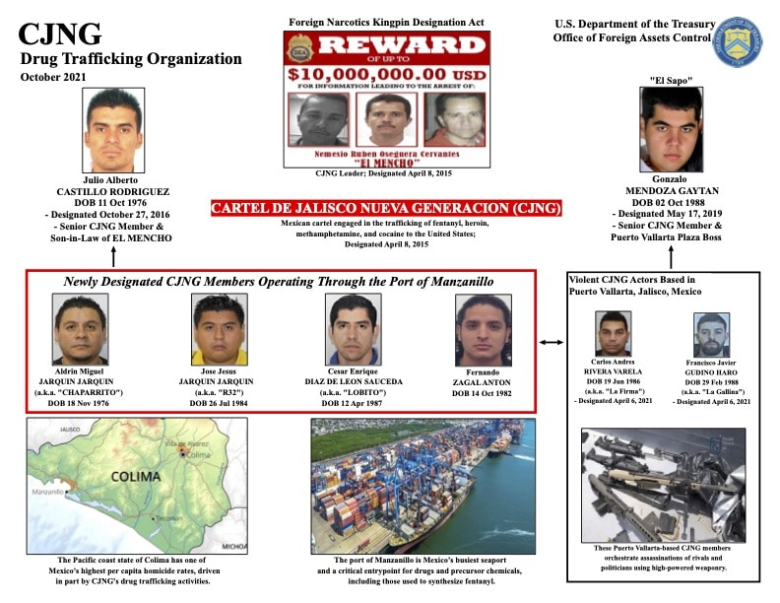 CJNG
Drug Trafficking Organization
October 2021
Foreign Narcotics Kingpin Designation Act
U.S. Department of the Treasury
Office of Foreign Assets Control
REWARD
OF UP TO
$10,000,000.00 USD
FOR INFORMATION LEADING TO THE ARREST OF:
Nemesio Ruben Oseguera Cervantes
"EL MENCHO"
CJNG Leader; Designated April 8, 2015
Julio Alberto
CASTILLO RODRIGUEZ
DOB 11 Oct 1976
- Designated October 27, 2016
- Senior CJNG Member &
Son-in-Law of EL MENCHO
CARTEL DE JALISCO NUEVA GENERACION (CJNG)
Mexican cartel engaged in the trafficking of fentanyl, heroin,
methamphetamine, and cocaine to the United States;
Designated April 8, 2015
"El Sapo"
Gonzalo
MENDOZA GAYTAN
DOB 02 Oct 1988
- Designated May 17, 2019
- Senior CJNG Member &
Puerto Vallarta Plaza Boss
Newly Designated CJNG Members Operating Through the Port of Manzanillo
Aldrin Miguel
JARQUIN JARQUIN
(a.k.a. "CHAPARRITO")
DOB 18 Nov 1976
Jose Jesus
JARQUIN JARQUIN
(a.k.a. "R32")
DOB 26 Jul 1984
Cesar Enrique
DIAZ DE LEON SAUCEDA
(a.k.a. "LOBITO")
DOB 12 Apr 1987
Fernando
ZAGAL ANTON
DOB 14 Oct 1982
Violent CJNG Actors Based in
Puerto Vallarta, Jalisco, Mexico
Carlos Andres
RIVERA VARELA
DOB 19 Jun 1986
(a.k.a. "La Firma")
- Designated April 6, 2021
Francisco Javier
GUDINO HARO
DOB 29 Feb 1988
(a.k.a. "La Gallina")
- Designated April 6, 2021
JALISCO
Villa de Alvarez
Colima
COLIMA
Manzanillo
Tecoman
MICHOA
The Pacific coast state of Colima has one of
Mexico's highest per capita homicide rates, driven
in part by CJNG's drug trafficking activities.
The port of Manzanillo is Mexico's busiest seaport
and a critical entrypoint for drugs and precursor chemicals,
including those used to synthesize fentanyl.
These Puerto Vallarta-based CJNG members
orchestrate assassinations of rivals and
politicians using high-powered weaponry.